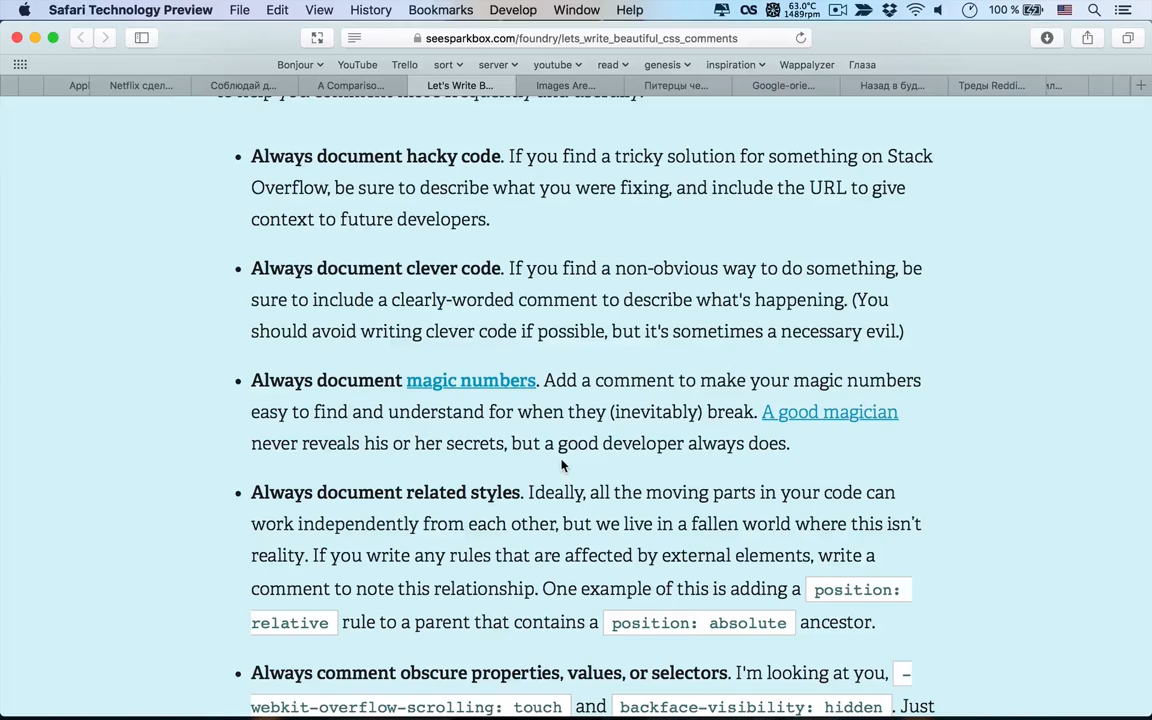 Safari Technology Preview File Edit View History Bookmarks Develop Window Help OS 63.0°C 1489rpm 100 %
seesparkbox.com/foundry/lets_write_beautiful_css_comments
Bonjour YouTube Trello sort server youtube read genesis inspiration Wappalyzer Глаза
Appl Netflix сдел... Соблюдай д... A Compariso... Let's Write B... Images Are... Питерцы че... Google-orie... Назад в буд... Треды Reddi... ил...
Always document hacky code. If you find a tricky solution for something on Stack
Overflow, be sure to describe what you were fixing, and include the URL to give
context to future developers.
Always document clever code. If you find a non-obvious way to do something, be
sure to include a clearly-worded comment to describe what's happening. (You
should avoid writing clever code if possible, but it's sometimes a necessary evil.)
Always document magic numbers. Add a comment to make your magic numbers
easy to find and understand for when they (inevitably) break. A good magician
never reveals his or her secrets, but a good developer always does.
Always document related styles. Ideally, all the moving parts in your code can
work independently from each other, but we live in a fallen world where this isn't
reality. If you write any rules that are affected by external elements, write a
comment to note this relationship. One example of this is adding a position:
relative rule to a parent that contains a position: absolute ancestor.
Always comment obscure properties, values, or selectors. I'm looking at you, -
webkit-overflow-scrolling: touch and backface-visibility: hidden . Just